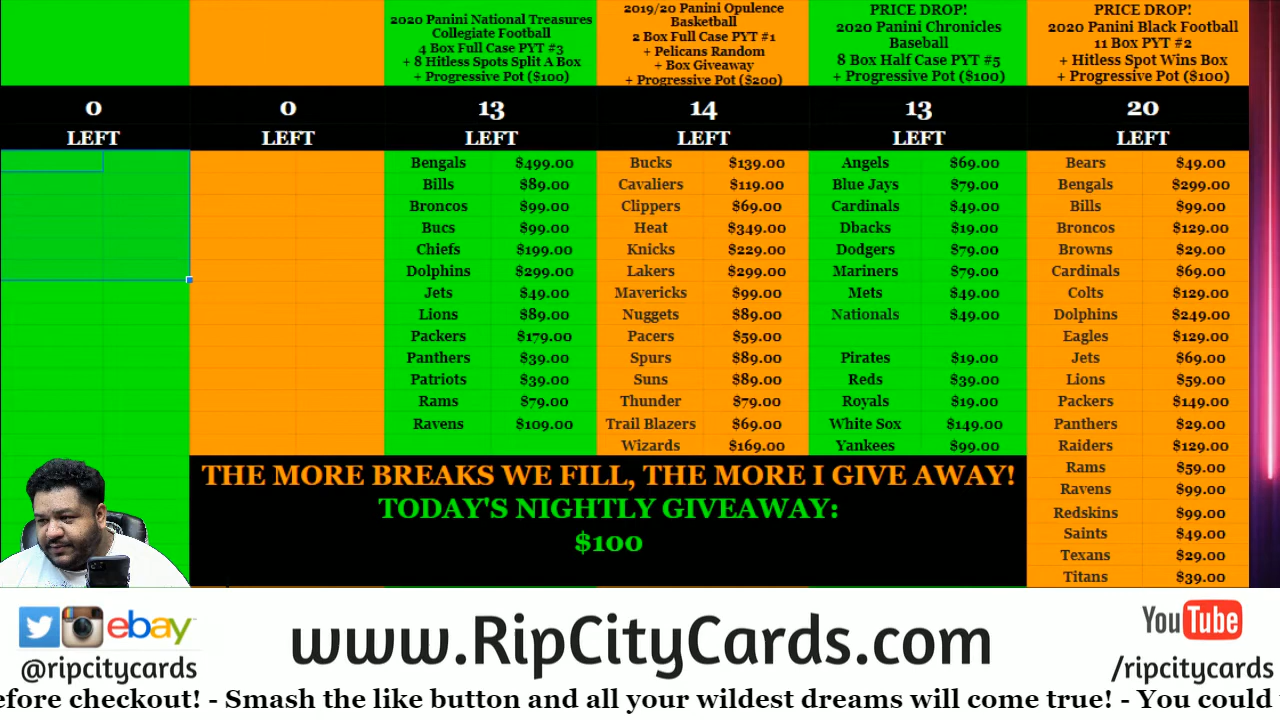 2020 Panini National Treasures
Collegiate Football
4 Box Full Case PYT #3
+ 8 Hitless Spots Split A Box
+ Progressive Pot ($100)
2019/20 Panini Opulence
Basketball
2 Box Full Case PYT #1
+ Pelicans Random
+ Box Giveaway
+ Progressive Pot ($200)
PRICE DROP!
2020 Panini Chronicles
Baseball
8 Box Half Case PYT #5
+ Progressive Pot ($100)
PRICE DROP!
2020 Panini Black Football
11 Box PYT #2
+ Hitless Spot Wins Box
+ Progressive Pot ($100)
0 0 13 14 13 20
LEFT LEFT LEFT LEFT LEFT LEFT
Bengals $499.00 Bucks $139.00 Angels $69.00 Bears $49.00
Bills $89.00 Cavaliers $119.00 Blue Jays $79.00 Bengals $299.00
Broncos $99.00 Clippers $69.00 Cardinals $49.00 Bills $99.00
Bucs $99.00 Heat $349.00 Dbacks $19.00 Broncos $129.00
Chiefs $199.00 Knicks $229.00 Dodgers $79.00 Browns $29.00
Dolphins $299.00 Lakers $299.00 Mariners $79.00 Cardinals $69.00
Jets $49.00 Mavericks $99.00 Mets $49.00 Colts $129.00
Lions $89.00 Nuggets $89.00 Nationals $49.00 Dolphins $249.00
Packers $179.00 Pacers $59.00 Eagles $129.00
Panthers $39.00 Spurs $89.00 Pirates $19.00 Jets $69.00
Patriots $39.00 Suns $89.00 Reds $39.00 Lions $59.00
Rams $79.00 Thunder $79.00 Royals $19.00 Packers $149.00
Ravens $109.00 Trail Blazers $69.00 White Sox $149.00 Panthers $29.00
Wizards $169.00 Yankees $99.00 Raiders $129.00
Rams $59.00
Ravens $99.00
Redskins $99.00
Saints $49.00
Texans $29.00
Titans $39.00
THE MORE BREAKS WE FILL, THE MORE I GIVE AWAY!
TODAY'S NIGHTLY GIVEAWAY:
$100
ebay
@ripcitycards
www.RipCityCards.com
YouTube
/ripcitycards
efore checkout! - Smash the like button and all your wildest dreams will come true! - You could